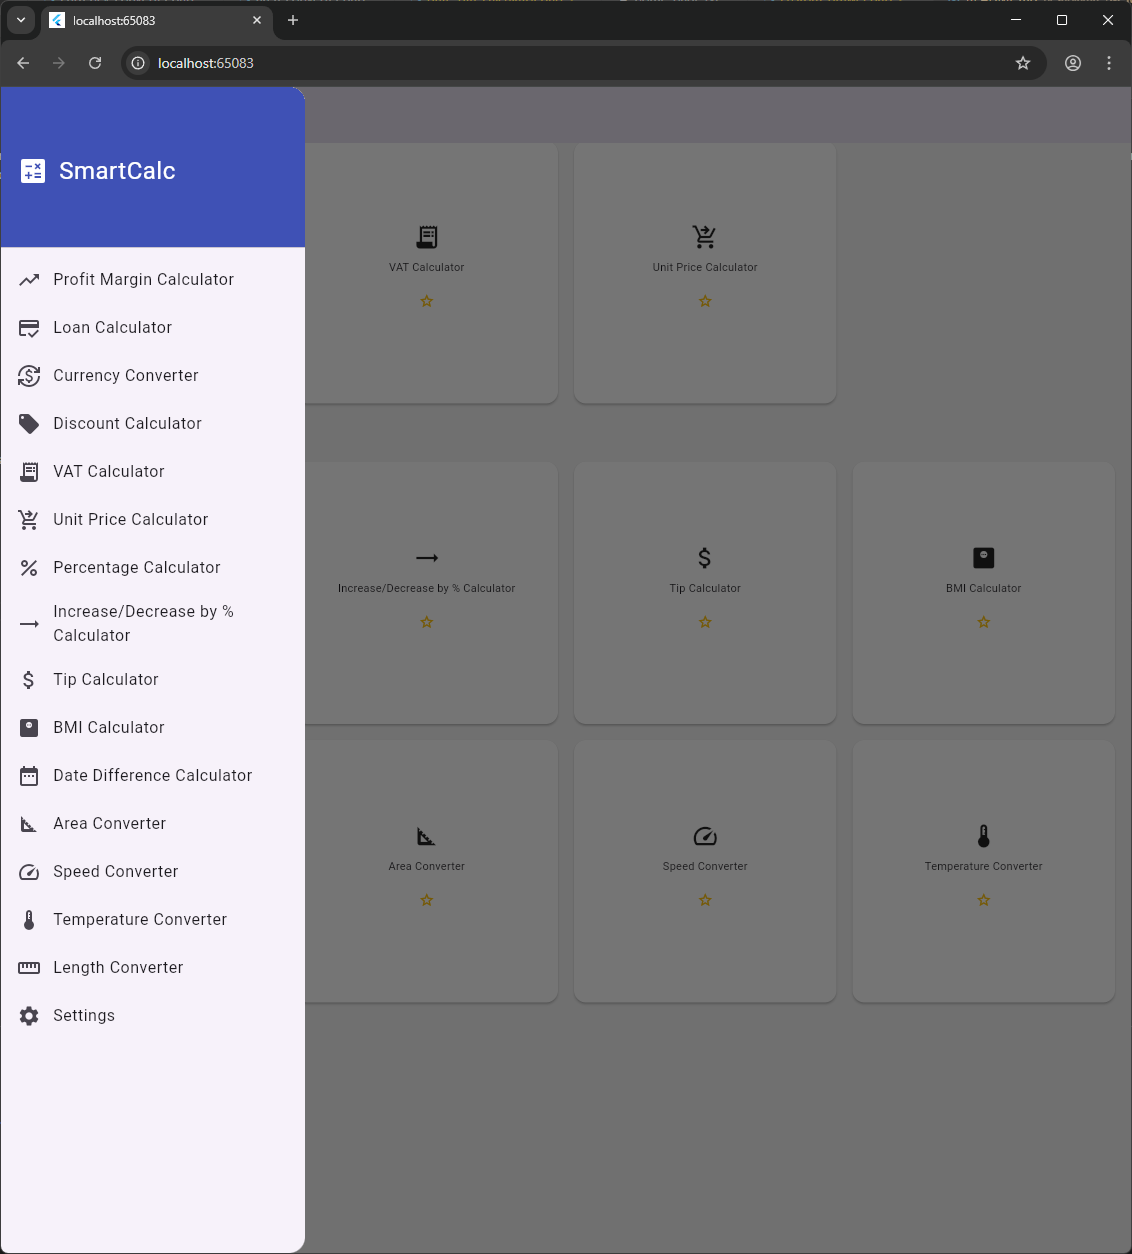 localhost:65083
localhost:65083
SmartCalc
Profit Margin Calculator
Loan Calculator
Currency Converter
Discount Calculator
VAT Calculator
Unit Price Calculator
Percentage Calculator
Increase/Decrease by %
Calculator
Tip Calculator
BMI Calculator
Date Difference Calculator
Area Converter
Speed Converter
Temperature Converter
Length Converter
Settings
VAT Calculator
Unit Price Calculator
Increase/Decrease by % Calculator
Tip Calculator
BMI Calculator
Area Converter
Speed Converter
Temperature Converter